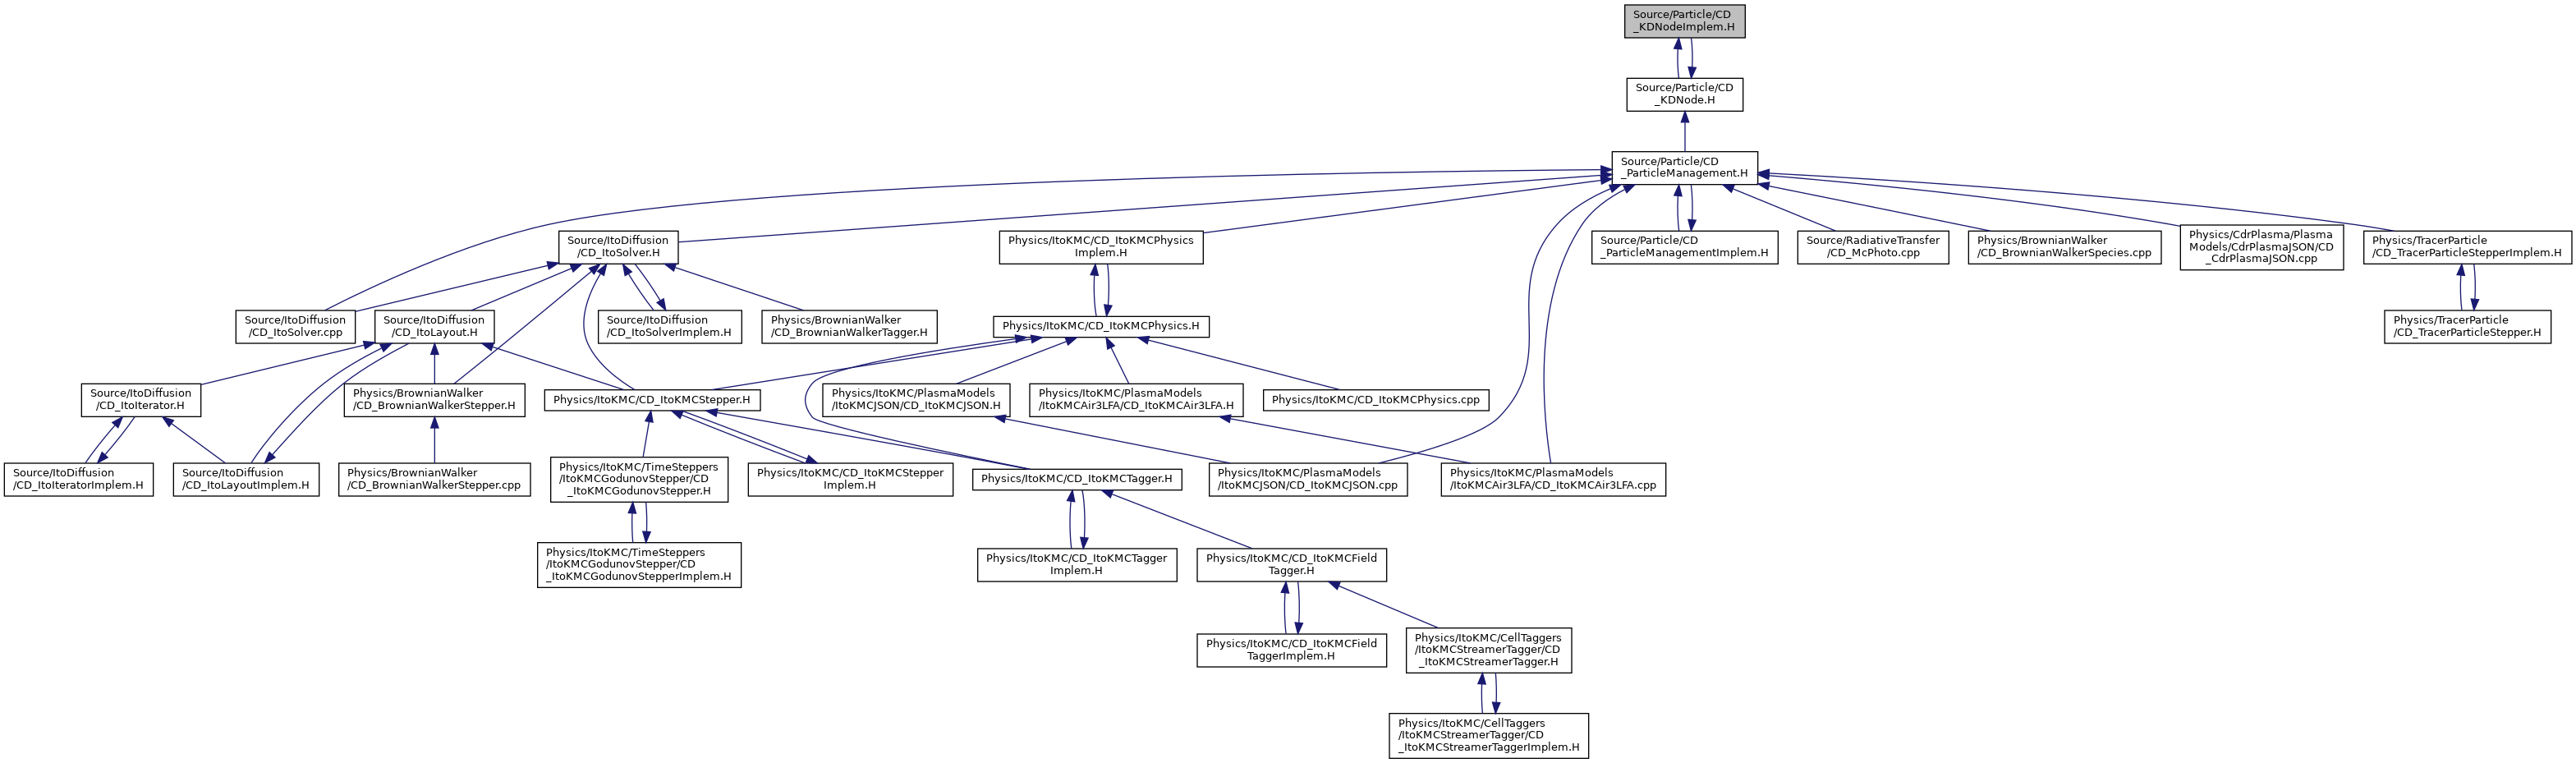 Source/Particle/CD
_KDNodeImplem.H
Source/Particle/CD
_KDNode.H
Source/Particle/CD
_ParticleManagement.H
Source/ItoDiffusion
/CD_ItoSolver.H
Physics/ItoKMC/CD_ItoKMCPhysics
Implem.H
Source/Particle/CD
_ParticleManagementImplem.H
Source/RadiativeTransfer
/CD_McPhoto.cpp
Physics/BrownianWalker
/CD_BrownianWalkerSpecies.cpp
Physics/CdrPlasma/Plasma
Models/CdrPlasmaJSON/CD
_CdrPlasmaJSON.cpp
Physics/TracerParticle
/CD_TracerParticleStepperImplem.H
Source/ItoDiffusion
/CD_ItoSolver.cpp
Source/ItoDiffusion
/CD_ItoLayout.H
Source/ItoDiffusion
/CD_ItoSolverImplem.H
Physics/BrownianWalker
/CD_BrownianWalkerTagger.H
Physics/ItoKMC/CD_ItoKMCPhysics.H
Physics/TracerParticle
/CD_TracerParticleStepper.H
Source/ItoDiffusion
/CD_ItoIterator.H
Physics/BrownianWalker
/CD_BrownianWalkerStepper.H
Physics/ItoKMC/CD_ItoKMCStepper.H
Physics/ItoKMC/PlasmaModels
/ItoKMCJSON/CD_ItoKMCJSON.H
Physics/ItoKMC/PlasmaModels
/ItoKMCAir3LFA/CD_ItoKMCAir3LFA.H
Physics/ItoKMC/CD_ItoKMCPhysics.cpp
Source/ItoDiffusion
/CD_ItoIteratorImplem.H
Source/ItoDiffusion
/CD_ItoLayoutImplem.H
Physics/BrownianWalker
/CD_BrownianWalkerStepper.cpp
Physics/ItoKMC/TimeSteppers
/ItoKMCGodunovStepper/CD
_ItoKMCGodunovStepper.H
Physics/ItoKMC/CD_ItoKMCStepper
Implem.H
Physics/ItoKMC/CD_ItoKMCTagger.H
Physics/ItoKMC/PlasmaModels
/ItoKMCJSON/CD_ItoKMCJSON.cpp
Physics/ItoKMC/PlasmaModels
/ItoKMCAir3LFA/CD_ItoKMCAir3LFA.cpp
Physics/ItoKMC/TimeSteppers
/ItoKMCGodunovStepper/CD
_ItoKMCGodunovStepperImplem.H
Physics/ItoKMC/CD_ItoKMCTagger
Implem.H
Physics/ItoKMC/CD_ItoKMCField
Tagger.H
Physics/ItoKMC/CD_ItoKMCField
TaggerImplem.H
Physics/ItoKMC/CellTaggers
/ItoKMCStreamerTagger/CD
_ItoKMCStreamerTagger.H
Physics/ItoKMC/CellTaggers
/ItoKMCStreamerTagger/CD
_ItoKMCStreamerTaggerImplem.H